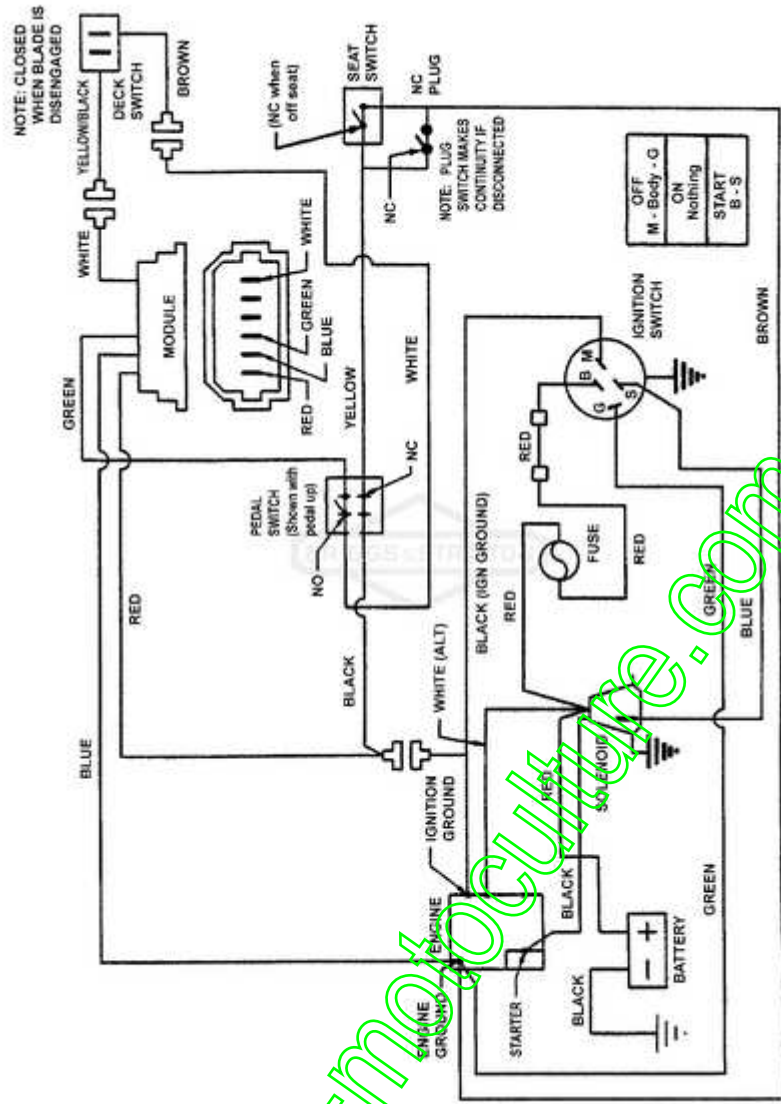 NOTE: CLOSED
WHEN BLADE IS
DISENGAGED
YELLOW/BLACK
DECK
SWITCH
BROWN
WHITE
MODULE
GREEN
WHITE
GREEN
BLUE
RED
(NC when
off seat)
SEAT
SWITCH
NC
PLUG
NC
NOTE: PLUG
SWITCH MAKES
CONTINUITY IF
DISCONNECTED
YELLOW
WHITE
PEDAL
SWITCH
(Shown with
pedal up)
NO
NC
RED
BLUE
BLACK
WHITE (ALT)
BLACK (IGN GROUND)
IGNITION
GROUND
ENGINE
ENGINE
GROUND
STARTER
BLACK
RED
SOLENOID
RED
FUSE
RED
RED
G
B
M
S
IGNITION
SWITCH
OFF
M - Body - G
ON
Nothing
START
B - S
BROWN
GREEN
BLUE
GREEN
BLACK
BATTERY
rmotoculture.com